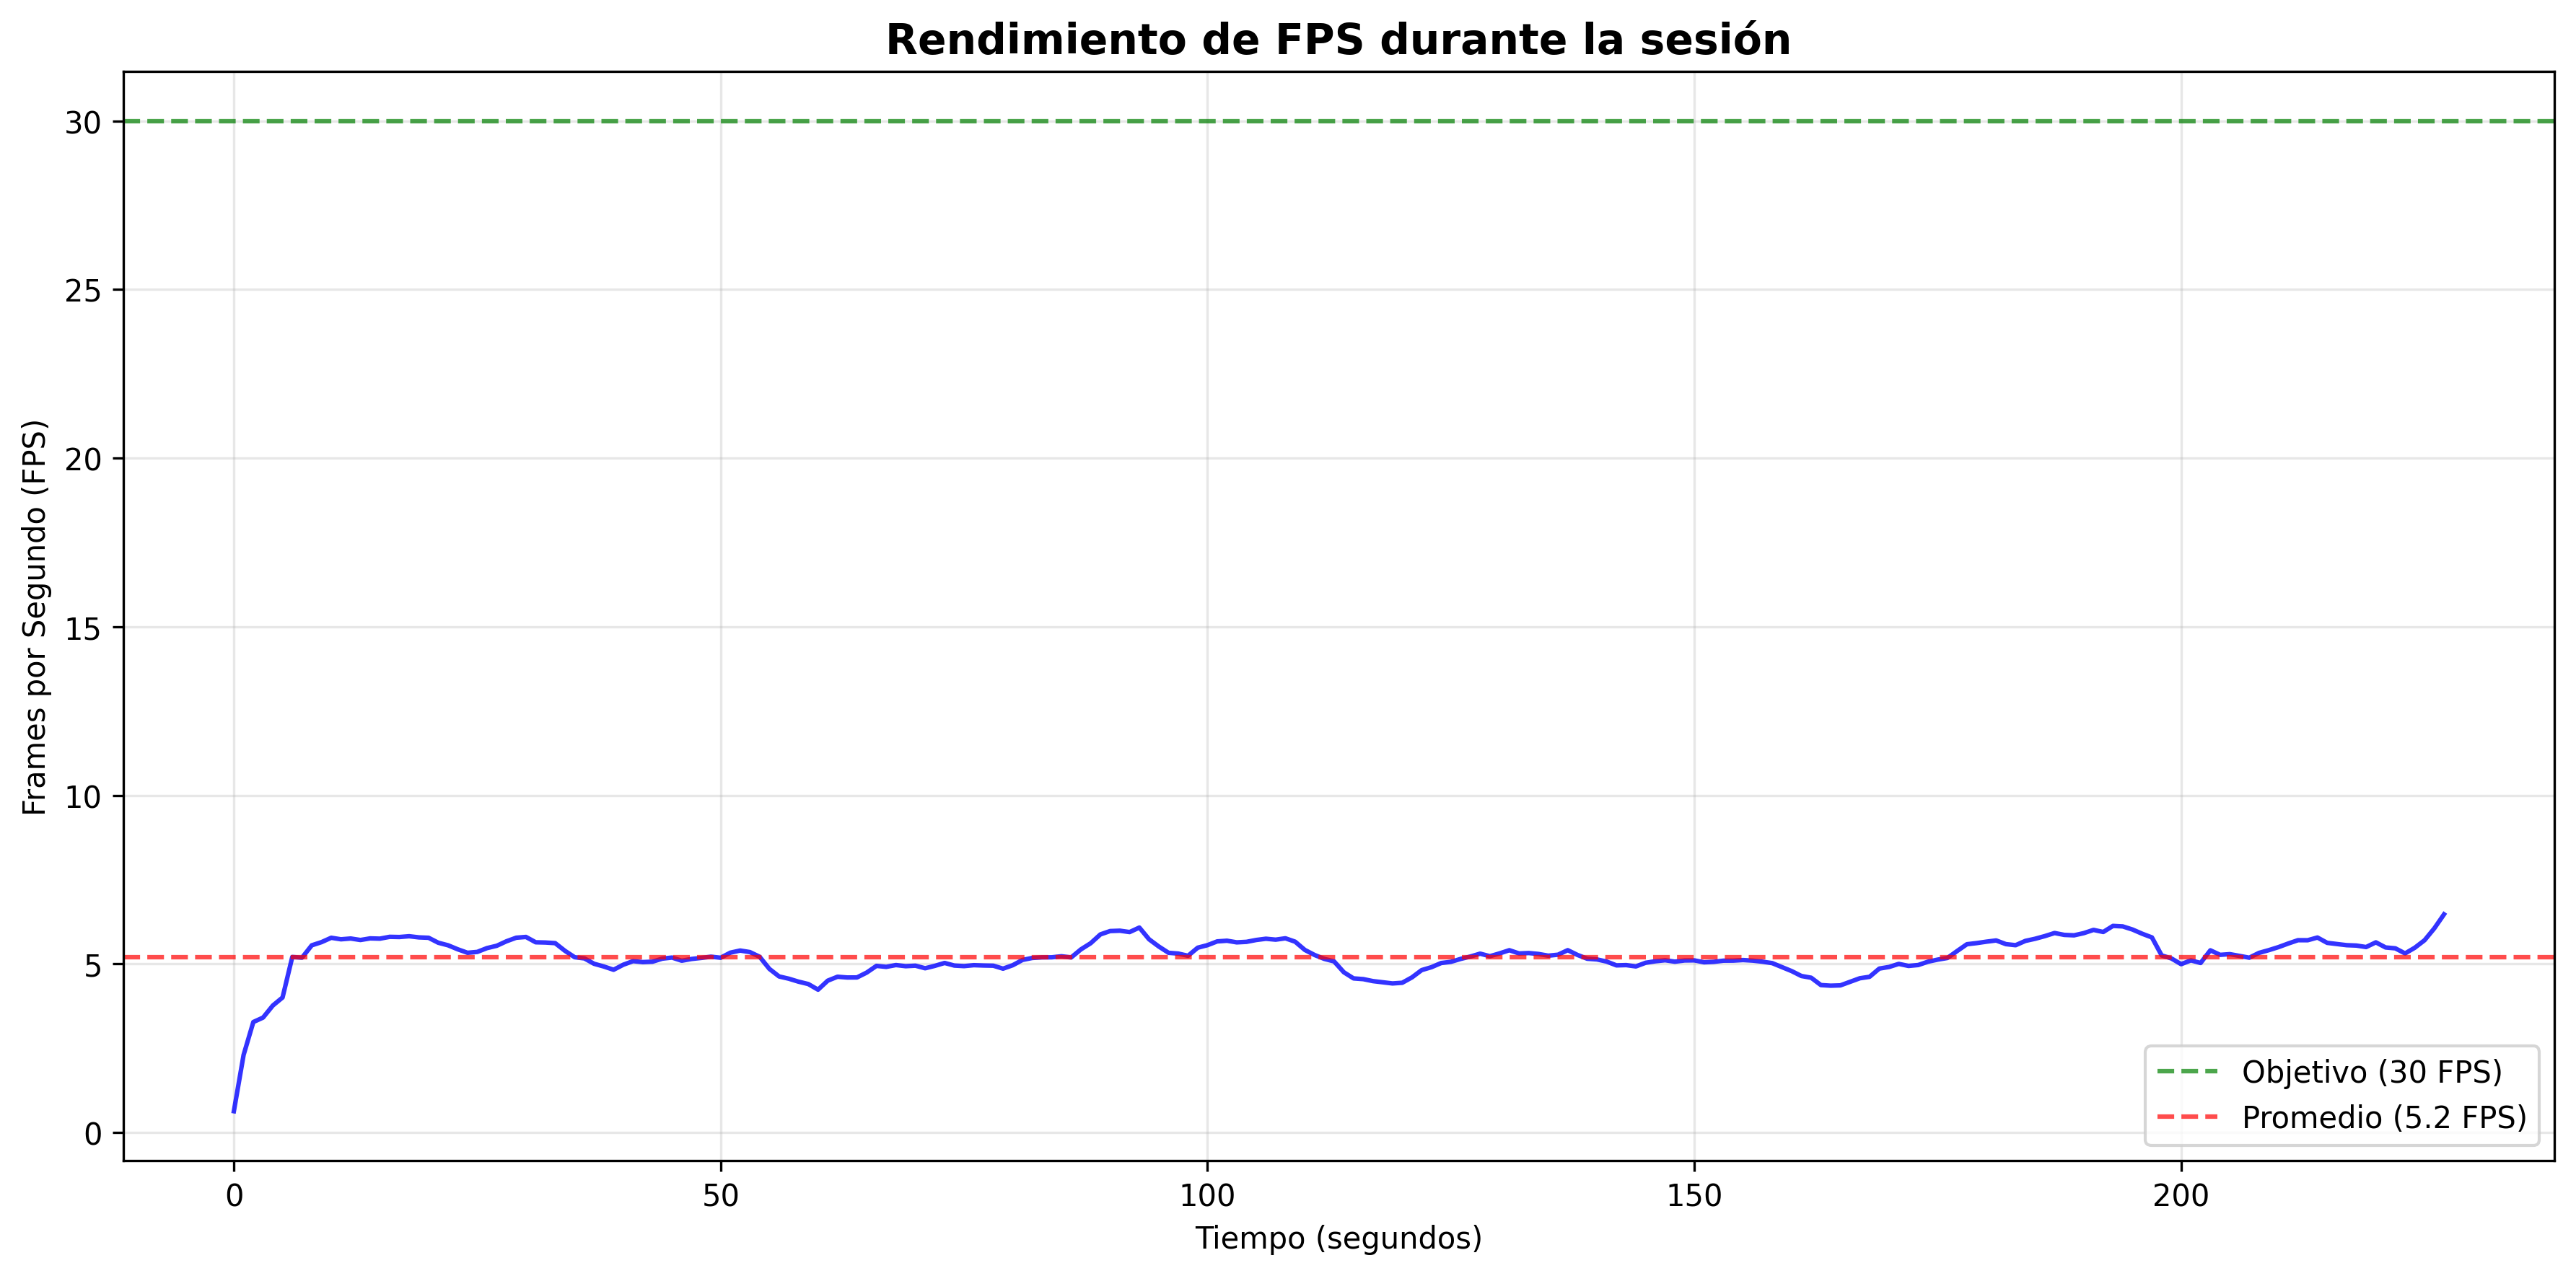 Rendimiento de FPS durante la sesión
Frames por Segundo (FPS)
30
25
20
15
10
5
0
0 50 100 150 200
Tiempo (segundos)
Objetivo (30 FPS)
Promedio (5.2 FPS)